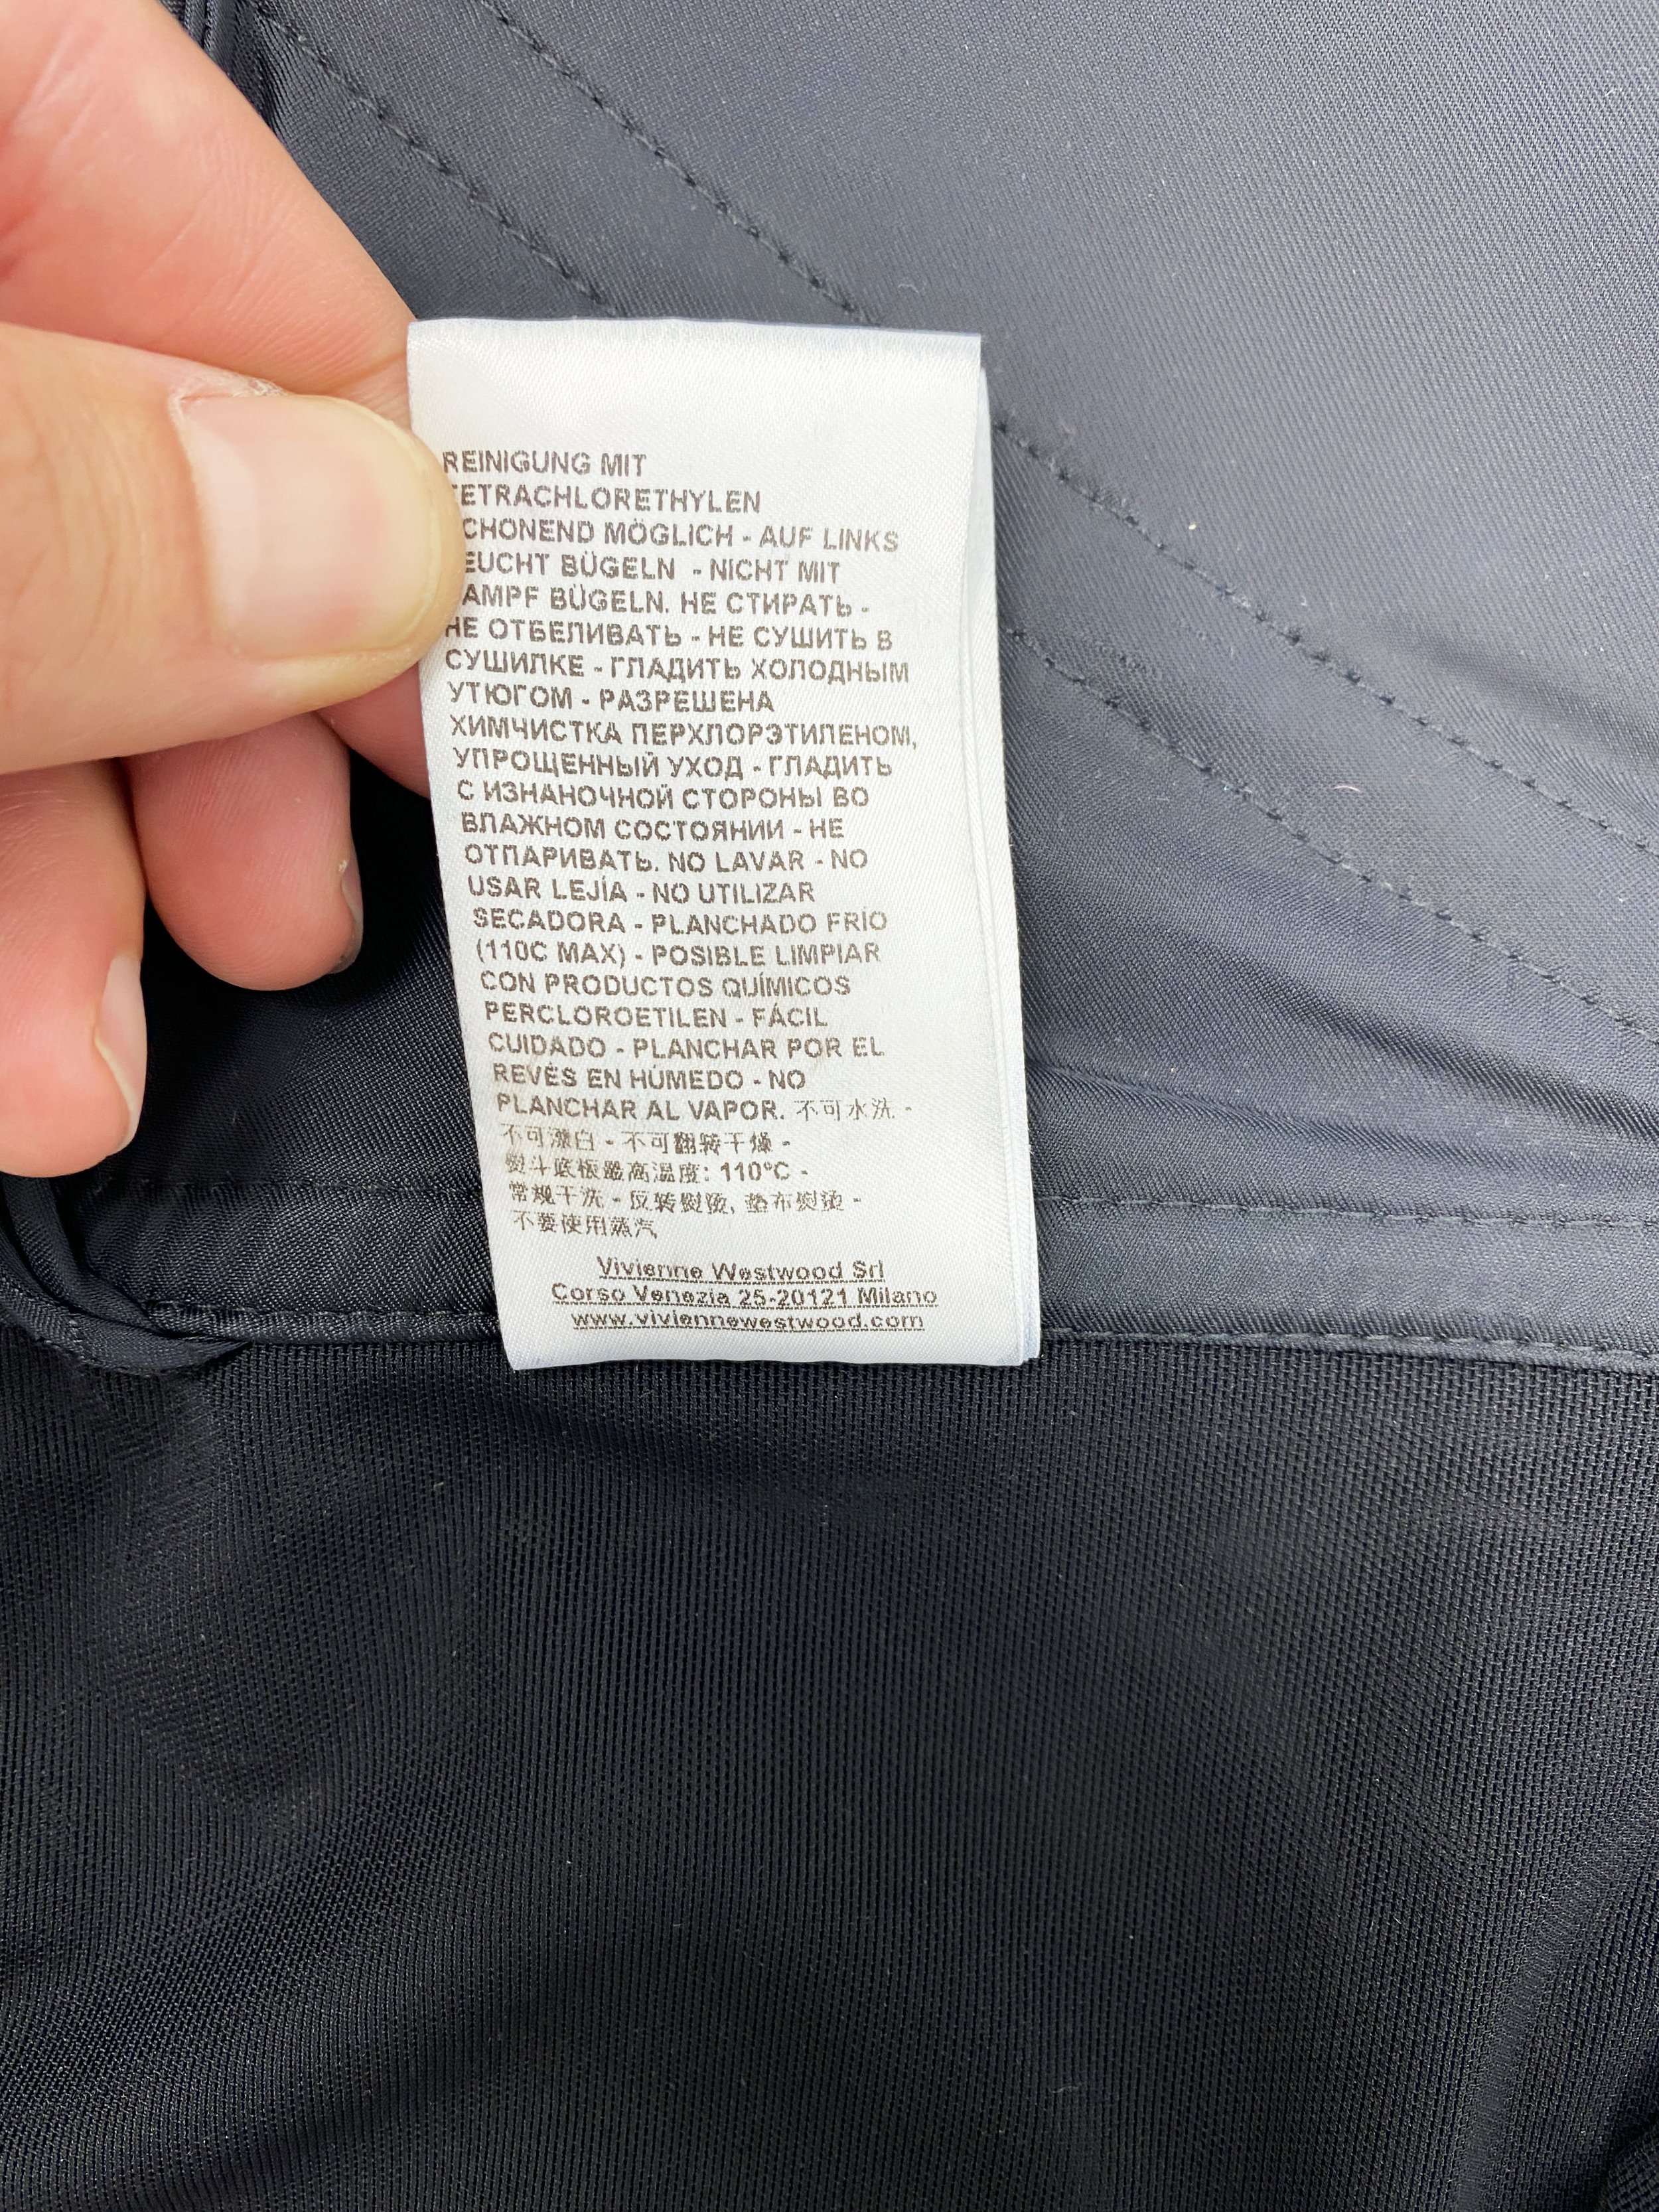 REINIGUNG MIT
TETRACHLORETHYLEN
CHONEND MÖGLICH - AUF LINKS
EUCHT BÜGELN - NICHT MIT
AMPF BÜGELN. НЕ СТИРАТЬ -
НЕ ОТБЕЛИВАТЬ - НЕ СУШИТЬ В
СУШИЛКЕ - ГЛАДИТЬ ХОЛОДНЫМ
УТЮГОМ - РАЗРЕШЕНА
ХИМЧИСТКА ПЕРХЛОРЭТИЛЕНОМ,
УПРОЩЕННЫЙ УХОД - ГЛАДИТЬ
С ИЗНАНОЧНОЙ СТОРОНЫ ВО
ВЛАЖНОМ СОСТОЯНИИ - НЕ
ОТПАРИВАТЬ. NO LAVAR - NO
USAR LEJÍA - NO UTILIZAR
SECADORA - PLANCHADO FRÍO
(110C MAX) - POSIBLE LIMPIAR
CON PRODUCTOS QUÍMICOS
PERCLOROETILEN - FÁCIL
CUIDADO - PLANCHAR POR EL
REVÉS EN HÚMEDO - NO
PLANCHAR AL VAPOR. 不可水洗 -
不可漂白 - 不可翻转干燥 -
熨斗底板最高温度: 110°C -
常规干洗 - 反转熨烫, 垫布熨烫 -
不要使用蒸汽
Vivienne Westwood Srl
Corso Venezia 25-20121 Milano
www.viviennewestwood.com